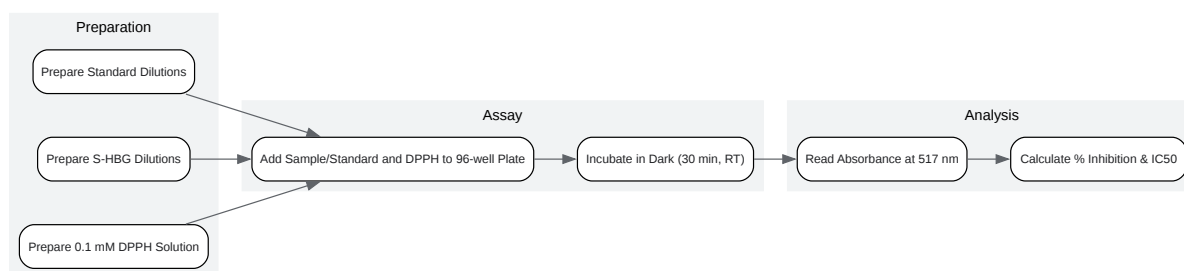 Preparation
Prepare Standard Dilutions
Prepare S-HBG Dilutions
Prepare 0.1 mM DPPH Solution
Assay
Add Sample/Standard and DPPH to 96-well Plate
Incubate in Dark (30 min, RT)
Analysis
Read Absorbance at 517 nm
Calculate % Inhibition & IC50